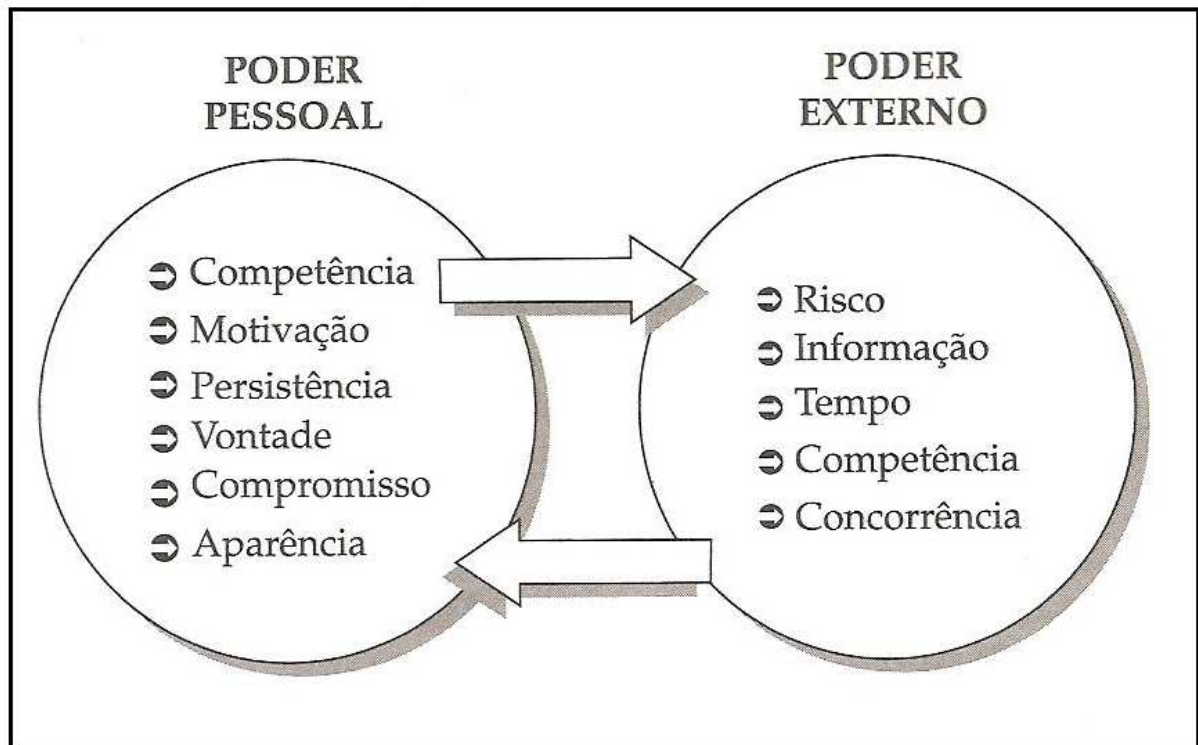 PODER
PESSOAL
Competência
Motivação
Persistência
Vontade
Compromisso
Aparência
PODER
EXTERNO
Risco
Informação
Tempo
Competência
Concorrência